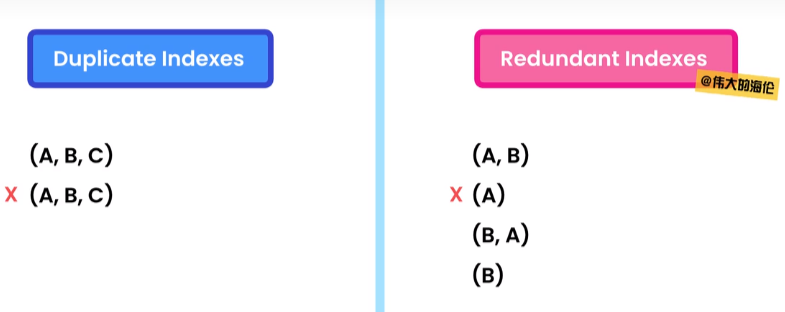 Duplicate Indexes
(A, B, C)
X (A, B, C)
Redundant Indexes
@伟大的海伦
(A, B)
X (A)
(B, A)
(B)